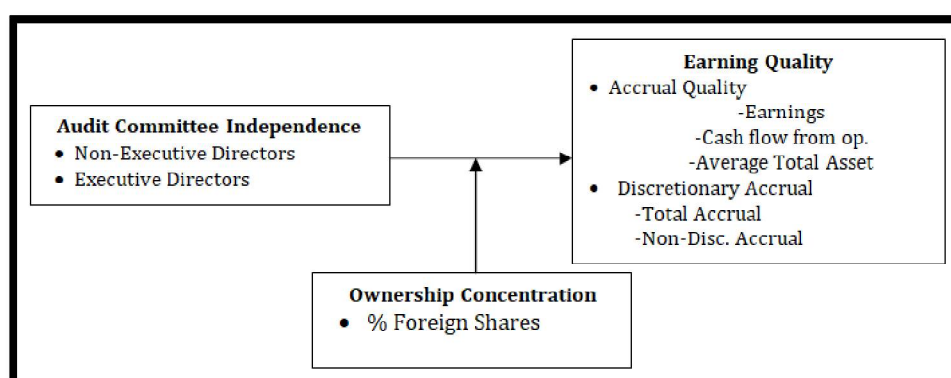 Audit Committee Independence
• Non-Executive Directors
• Executive Directors
Earning Quality
• Accrual Quality
-Earnings
-Cash flow from op.
-Average Total Asset
• Discretionary Accrual
-Total Accrual
-Non-Disc. Accrual
Ownership Concentration
• % Foreign Shares